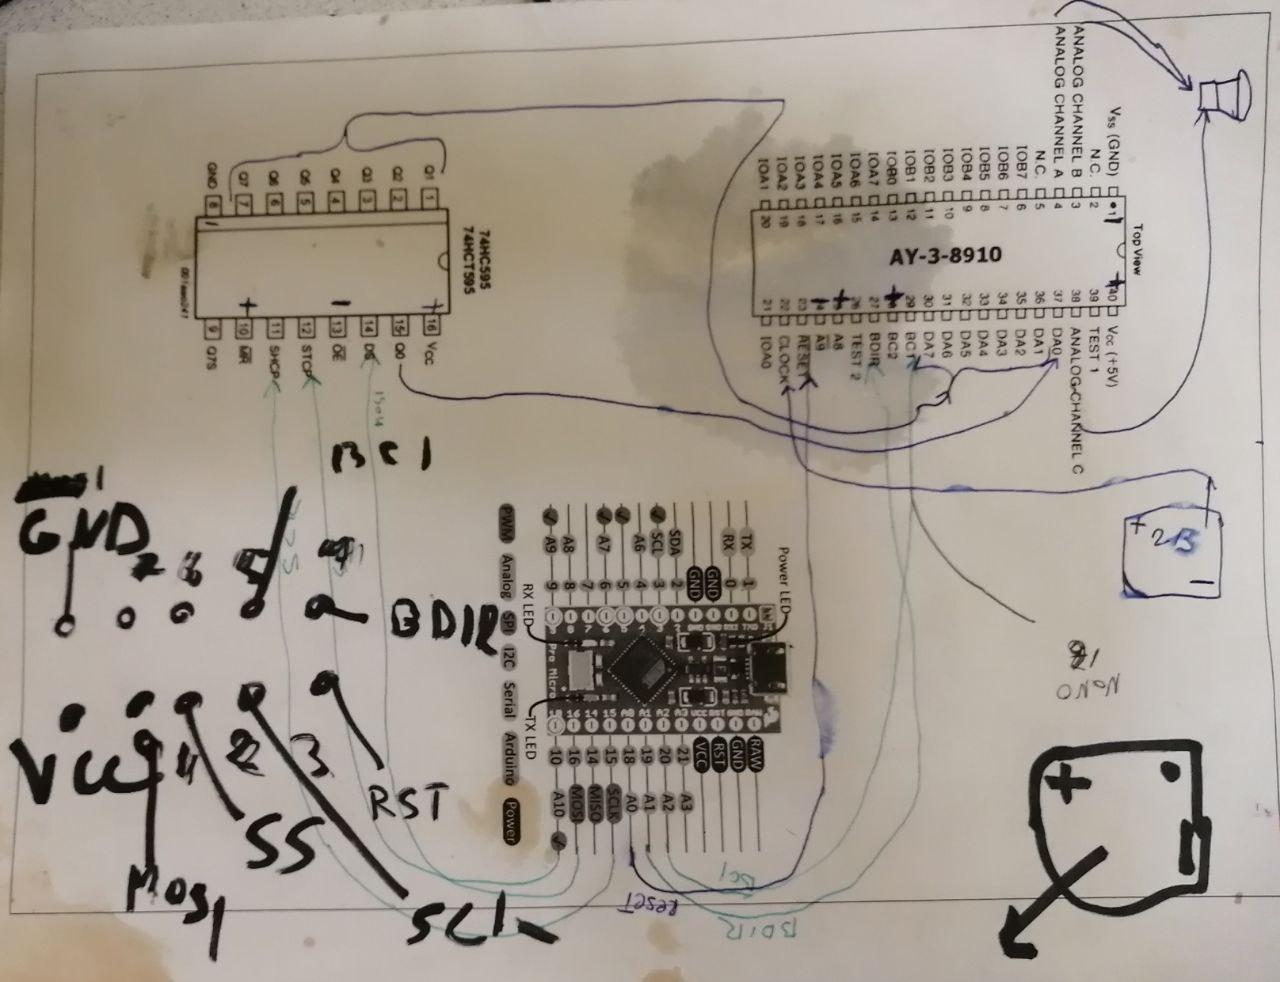 ANALOG CHANNEL B
ANALOG CHANNEL A
Vss (GND)
N.C.
N.C.
IOB7
IOB6
IOB5
IOB4
IOB3
IOB2
IOB1
IOB0
IOA7
IOA6
IOA5
IOA4
IOA3
IOA2
IOA1
1
2
3
4
5
6
7
8
9
10
11
12
13
14
15
16
17
18
19
20
Top View
AY-3-8910
40
39
38
37
36
35
34
33
32
31
30
29
27
26
23
22
21
Vcc (+5V)
TEST 1
ANALOG CHANNEL C
DA0
DA1
DA2
DA3
DA4
DA5
DA6
DA7
BC1
BC2
BDIR
TEST 2
A8
A9
RESET
CLOCK
IOA0
GND
Q7
Q6
Q5
Q4
Q3
Q2
Q1
8
7
6
5
4
3
2
1
74HC595
74HCT595
9
10
11
12
13
14
15
16
Q7S
MR
SHCP
STCP
OE
DS
Q0
Vcc
BC1
GND
BDIR
VCC
4
2
3
RST
SS
MOSI
SCK
PWM
Analog
SPI
I2C
Serial
Arduino
Power
RX LED
TX LED
Power LED
A9
A8
A7
A6
SCL
SDA
RX
TX
9
8
7
6
5
4
3
2
GND
GND
0
1
Pro Micro
10
16
14
15
18
19
20
21
VCC
RST
GND
RAW
A10
MOSI
MISO
SCLK
A0
A1
A2
A3
Reset
BC1
BDIR
+ -
MONO
+